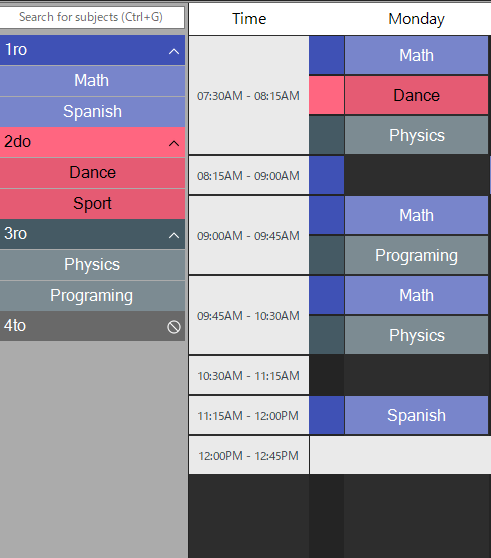 Search for subjects (Ctrl+G)
1ro
Math
Spanish
2do
Dance
Sport
3ro
Physics
Programing
4to
Time Monday
07:30AM - 08:15AM
Math
Dance
Physics
08:15AM - 09:00AM
09:00AM - 09:45AM
Math
Programing
09:45AM - 10:30AM
Math
Physics
10:30AM - 11:15AM
11:15AM - 12:00PM
Spanish
12:00PM - 12:45PM